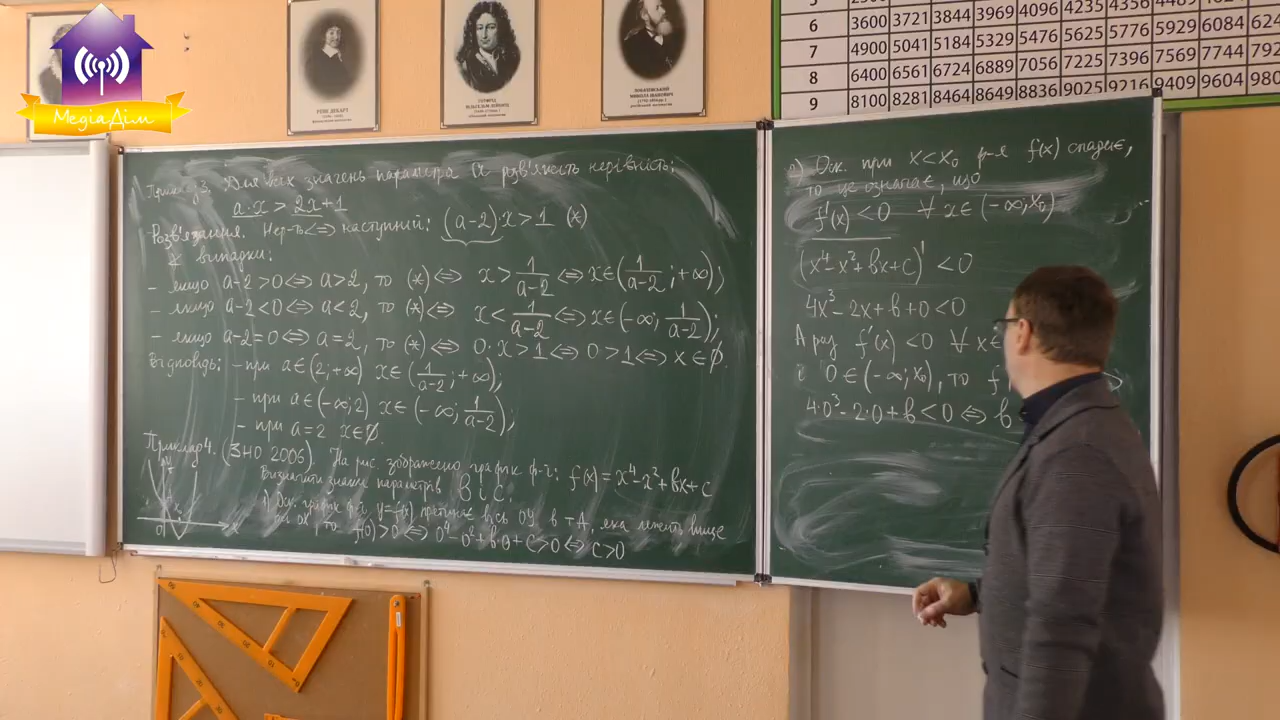 МедіаДім
РЕНЕ ДЕКАРТ
5
6 3600 3721 3844 3969 4096 4235 4356
7 4900 5041 5184 5329 5476 5625 5776 5929 6084
8 6400 6561 6724 6889 7056 7225 7396 7569 7744
9 8100 8281 8464 8649 8836 9025 9216 9409 9604
Приклад 3. Для всіх значень параметра a розв'яжіть нерівність:
a·x > 2x+1
Розв'язання. Нер-ть <=> наступній: (a-2)·x>1 (*)
випадки:
- якщо a-2>0 ⇔ a>2, то (*) ⇔ x > 1/(a-2) ⇔ x∈(1/(a-2); +∞);
- якщо a-2<0 ⇔ a<2, то (*) ⇔ x < 1/(a-2) ⇔ x∈(-∞; 1/(a-2));
- якщо a-2=0 ⇔ a=2, то (*) ⇔ 0·x>1 ⇔ 0>1 ⇔ x∈∅.
Відповідь: - при a∈(2;+∞) x∈(1/(a-2); +∞);
- при a∈(-∞;2) x∈(-∞; 1/(a-2));
- при a=2 x∈∅.
Приклад 4. (ЗНО 2006). На рис. зображено графік ф-ї: f(x)=x⁴-x²+bx+c
Визначити знаки параметрів b і c.
1) Оск. графік ф-ї y=f(x) перетинає вісь OY в т.A, яка лежить вище
осі OX, то f(0)>0 ⇔ 0⁴-0²+b·0+c>0 ⇔ c>0
x₀
0
x
2) Оск. при x<x₀ ф-я f(x) спадає,
то це означає, що
f'(x)<0 ∀ x∈(-∞;x₀)
(x⁴-x²+bx+c)' <0
4x³-2x+b+0<0
А раз f'(x)<0 ∀ x∈
і 0∈(-∞;x₀), то f
4·0³-2·0+b<0 ⇔ b